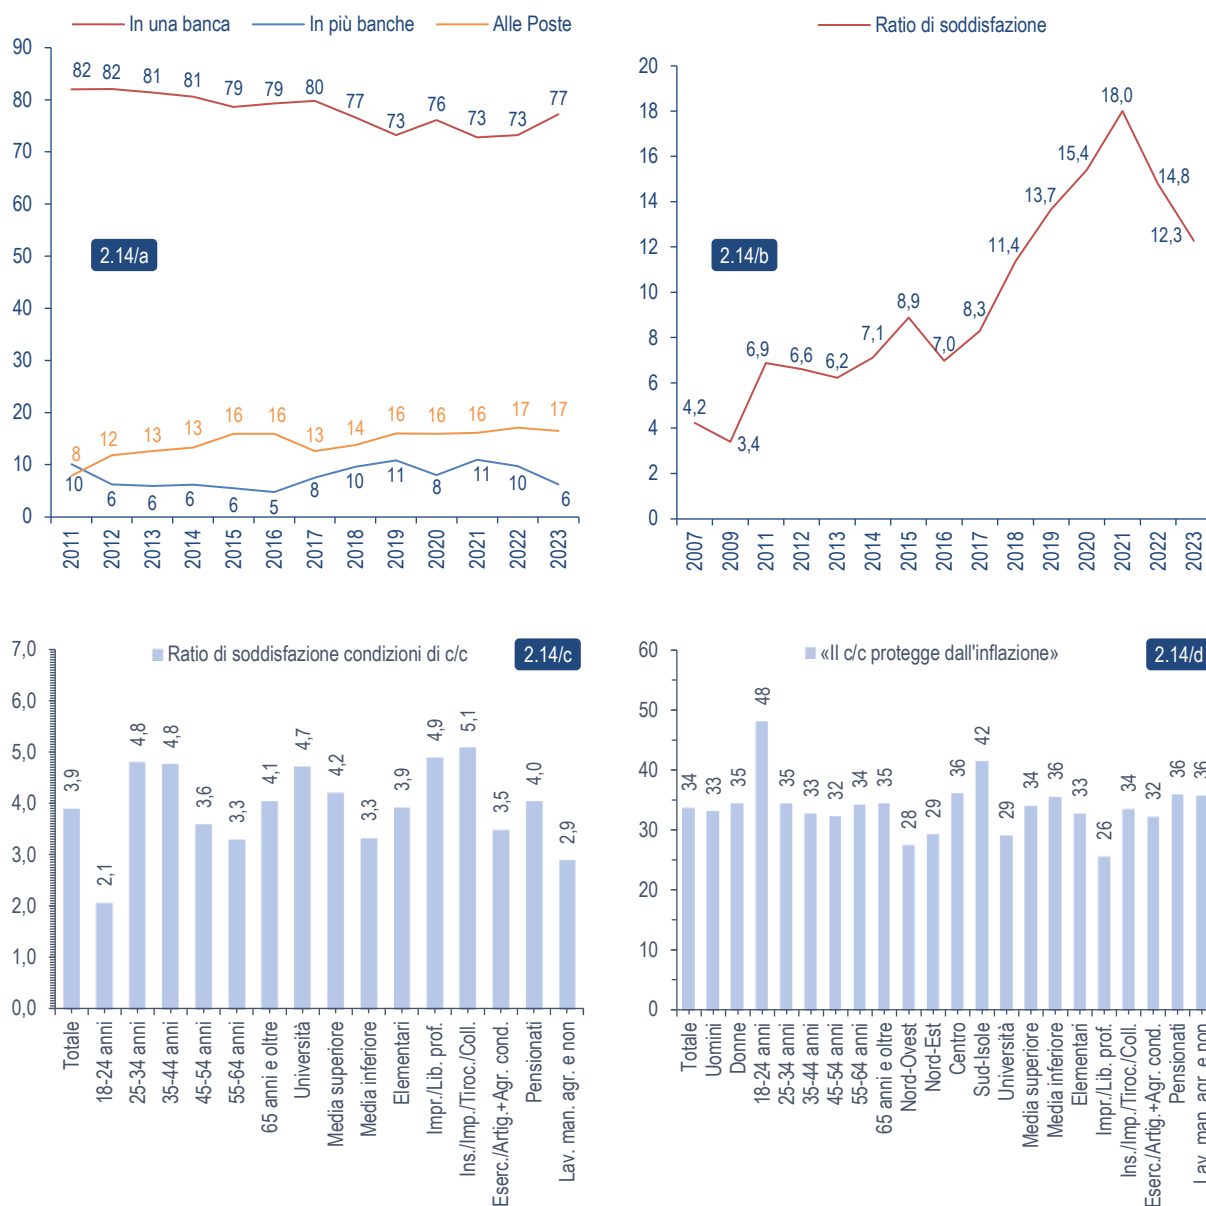 In una banca In più banche Alle Poste
90
80
70
60
50
40
30
20
10
0
82 82 81 81 79 79 80 77 73 76 73 73 77
2.14/a
8 12 13 13 16 16 13 14 16 16 16 17 17
10 6 6 6 6 5 8 10 11 8 11 10 6
2011 2012 2013 2014 2015 2016 2017 2018 2019 2020 2021 2022 2023
Ratio di soddisfazione
20
18
16
14
12
10
8
6
4
2
0
4,2 3,4 6,9 6,6 6,2 7,1 8,9 7,0 8,3 11,4 13,7 15,4 18,0 14,8 12,3
2.14/b
2007 2009 2011 2012 2013 2014 2015 2016 2017 2018 2019 2020 2021 2022 2023
Ratio di soddisfazione condizioni di c/c
2.14/c
7,0
6,0
5,0
4,0
3,0
2,0
1,0
0,0
3,9 2,1 4,8 4,8 3,6 3,3 4,1 4,7 4,2 3,3 3,9 4,9 5,1 3,5 4,0 2,9
Totale
18-24 anni
25-34 anni
35-44 anni
45-54 anni
55-64 anni
65 anni e oltre
Università
Media superiore
Media inferiore
Elementari
Impr./Lib. prof.
Ins./Imp./Tiroc./Coll.
Eserc./Artig.+Agr. cond.
Pensionati
Lav. man. agr. e non
«Il c/c protegge dall'inflazione»
2.14/d
60
50
40
30
20
10
0
34 33 35 48 35 33 32 34 35 28 29 36 42 29 34 36 33 26 34 32 36 36
Totale
Uomini
Donne
18-24 anni
25-34 anni
35-44 anni
45-54 anni
55-64 anni
65 anni e oltre
Nord-Ovest
Nord-Est
Centro
Sud-Isole
Università
Media superiore
Media inferiore
Elementari
Impr./Lib. prof.
Ins./Imp./Tiroc./Coll.
Eserc./Artig.+Agr. cond.
Pensionati
Lav. man. agr. e non